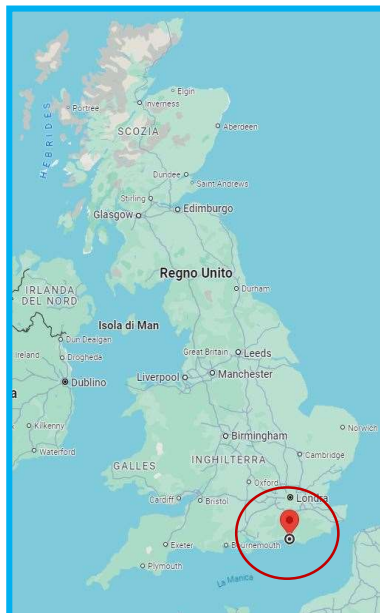 Elgin
Portree
Inverness
HEBRIDES
SCOZIA
Aberdeen
Dundee
Saint Andrews
Stirling
Glasgow
Edimburgo
Regno Unito
IRLANDA
DEL NORD
Durham
Isola di Man
Dun Dealgan
Ireland
Drogheda
Great Britain
Leeds
Dublino
Liverpool
Manchester
a
Kilkenny
Norwich
Birmingham
Waterford
Cambridge
GALLES
INGHILTERRA
Oxford
Cardiff
Bristol
Londra
Exeter
Bournemouth
Plymouth
La Manica